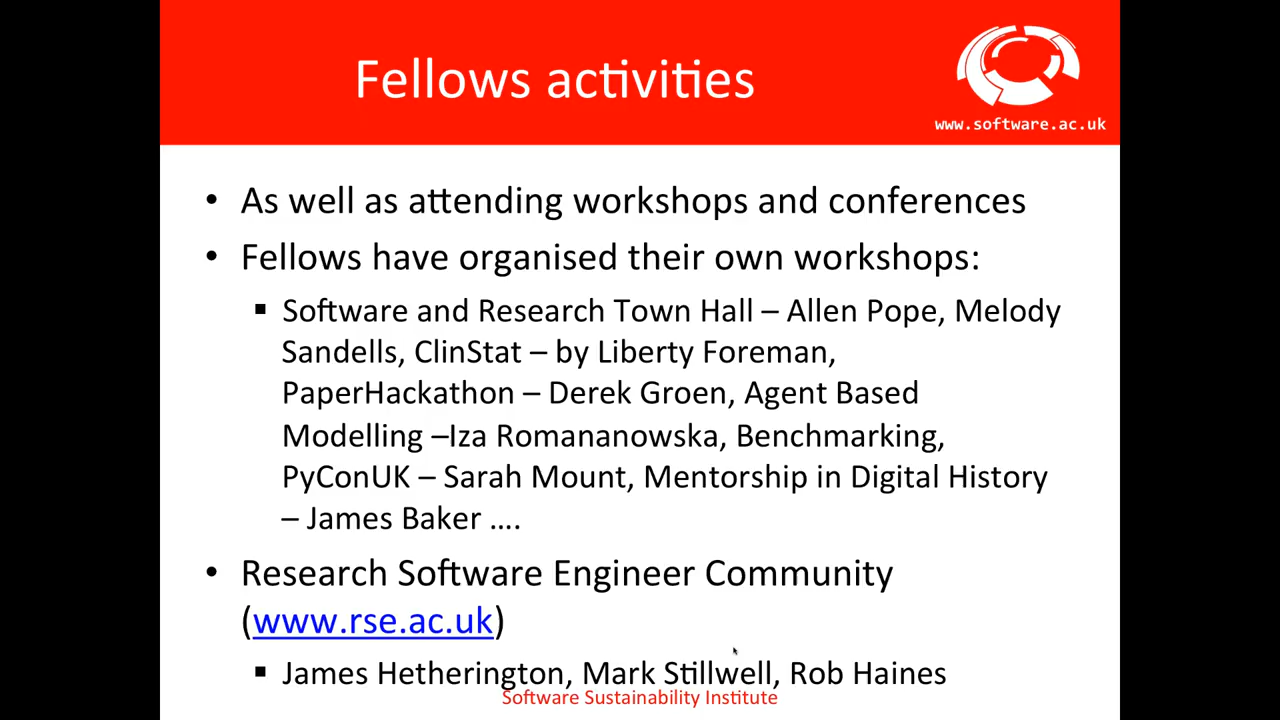 Fellows activities
www.software.ac.uk
• As well as attending workshops and conferences
• Fellows have organised their own workshops:
▪ Software and Research Town Hall – Allen Pope, Melody
Sandells, ClinStat – by Liberty Foreman,
PaperHackathon – Derek Groen, Agent Based
Modelling –Iza Romananowska, Benchmarking,
PyConUK – Sarah Mount, Mentorship in Digital History
– James Baker ....
• Research Software Engineer Community
(www.rse.ac.uk)
▪ James Hetherington, Mark Stillwell, Rob Haines
Software Sustainability Institute